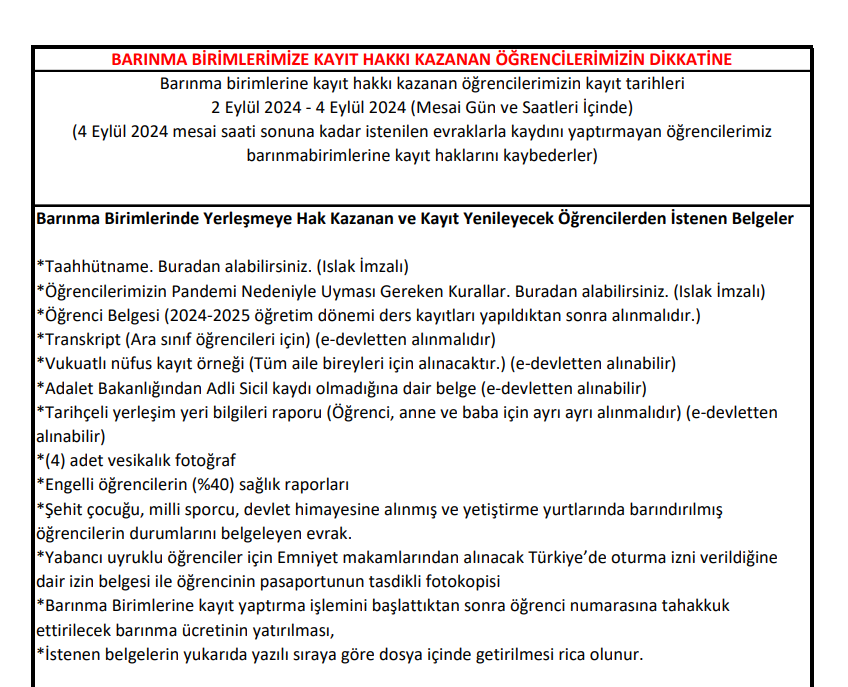 BARINMA BİRİMLERİMİZE KAYIT HAKKI KAZANAN ÖĞRENCİLERİMİZİN DİKKATİNE
Barınma birimlerine kayıt hakkı kazanan öğrencilerimizin kayıt tarihleri
2 Eylül 2024 - 4 Eylül 2024 (Mesai Gün ve Saatleri İçinde)
(4 Eylül 2024 mesai saati sonuna kadar istenilen evraklarla kaydını yaptırmayan öğrencilerimiz
barınmabirimlerine kayıt haklarını kaybederler)
Barınma Birimlerinde Yerleşmeye Hak Kazanan ve Kayıt Yenileyecek Öğrencilerden İstenen Belgeler
*Taahhütname. Buradan alabilirsiniz. (Islak İmzalı)
*Öğrencilerimizin Pandemi Nedeniyle Uyması Gereken Kurallar. Buradan alabilirsiniz. (Islak İmzalı)
*Öğrenci Belgesi (2024-2025 öğretim dönemi ders kayıtları yapıldıktan sonra alınmalıdır.)
*Transkript (Ara sınıf öğrencileri için) (e-devletten alınmalıdır)
*Vukuatlı nüfus kayıt örneği (Tüm aile bireyleri için alınacaktır.) (e-devletten alınabilir)
*Adalet Bakanlığından Adli Sicil kaydı olmadığına dair belge (e-devletten alınabilir)
*Tarihçeli yerleşim yeri bilgileri raporu (Öğrenci, anne ve baba için ayrı ayrı alınmalıdır) (e-devletten
alınabilir)
*(4) adet vesikalık fotoğraf
*Engelli öğrencilerin (%40) sağlık raporları
*Şehit çocuğu, milli sporcu, devlet himayesine alınmış ve yetiştirme yurtlarında barındırılmış
öğrencilerin durumlarını belgeleyen evrak.
*Yabancı uyruklu öğrenciler için Emniyet makamlarından alınacak Türkiye’de oturma izni verildiğine
dair izin belgesi ile öğrencinin pasaportunun tasdikli fotokopisi
*Barınma Birimlerine kayıt yaptırma işlemini başlattıktan sonra öğrenci numarasına tahakkuk
ettirilecek barınma ücretinin yatırılması,
*İstenen belgelerin yukarıda yazılı sıraya göre dosya içinde getirilmesi rica olunur.